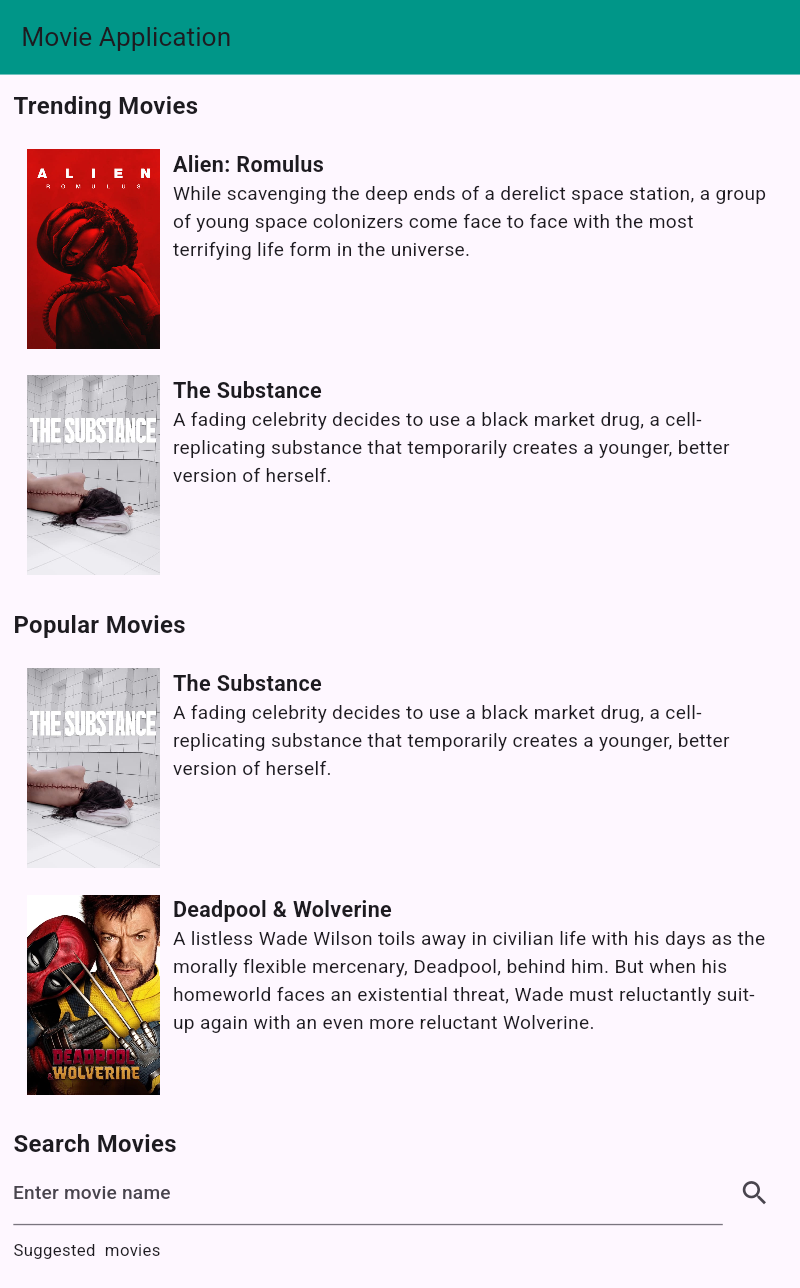 Movie Application
Trending Movies
ALIEN
ROMULUS
Alien: Romulus
While scavenging the deep ends of a derelict space station, a group
of young space colonizers come face to face with the most
terrifying life form in the universe.
THE SUBSTANCE
The Substance
A fading celebrity decides to use a black market drug, a cell-
replicating substance that temporarily creates a younger, better
version of herself.
Popular Movies
THE SUBSTANCE
The Substance
A fading celebrity decides to use a black market drug, a cell-
replicating substance that temporarily creates a younger, better
version of herself.
DEADPOOL
& WOLVERINE
Deadpool & Wolverine
A listless Wade Wilson toils away in civilian life with his days as the
morally flexible mercenary, Deadpool, behind him. But when his
homeworld faces an existential threat, Wade must reluctantly suit-
up again with an even more reluctant Wolverine.
Search Movies
Enter movie name
Suggested movies